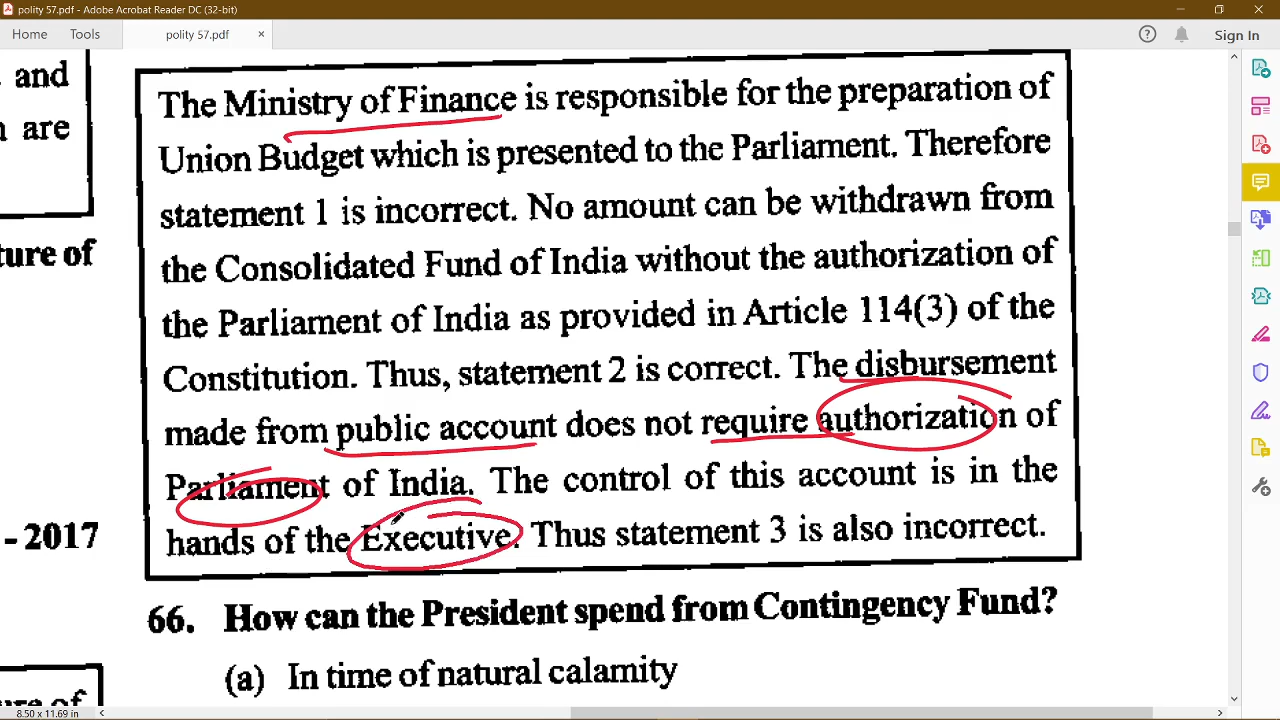 polity 57.pdf - Adobe Acrobat Reader DC (32-bit)
Home Tools polity 57.pdf × Sign In
and
are
ture of
- 2017
The Ministry of Finance is responsible for the preparation of
Union Budget which is presented to the Parliament. Therefore
statement 1 is incorrect. No amount can be withdrawn from
the Consolidated Fund of India without the authorization of
the Parliament of India as provided in Article 114(3) of the
Constitution. Thus, statement 2 is correct. The disbursement
made from public account does not require authorization of
Parliament of India. The control of this account is in the
hands of the Executive. Thus statement 3 is also incorrect.
66. How can the President spend from Contingency Fund?
(a) In time of natural calamity
8.50 x 11.69 in